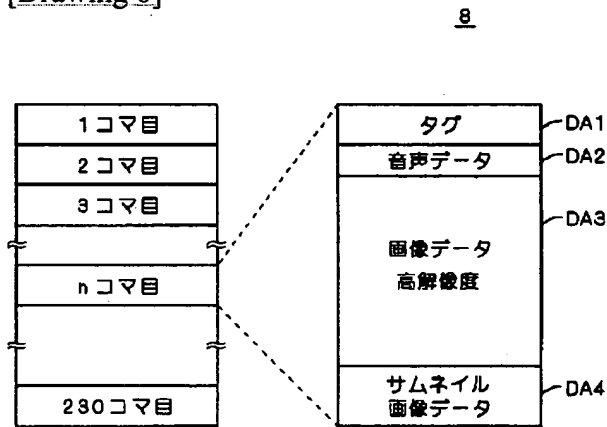 8
1コマ目
2コマ目
3コマ目
nコマ目
230コマ目
タグ
DA1
音声データ
DA2
画像データ
高解像度
DA3
サムネイル
画像データ
DA4